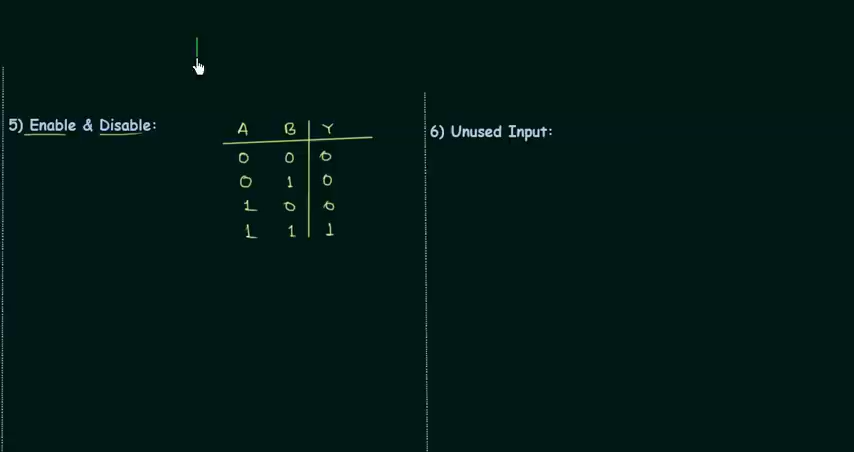 5) Enable & Disable:
A B Y
0 0 0
0 1 0
1 0 0
1 1 1
6) Unused Input: